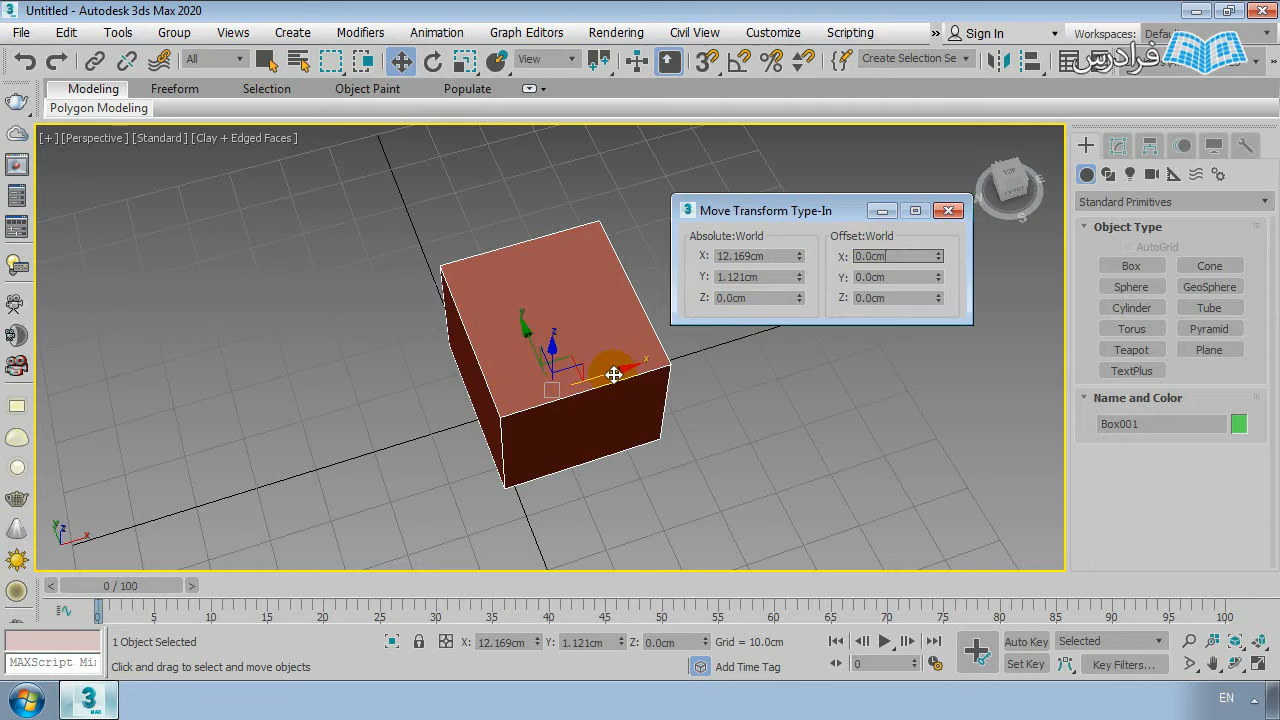 Untitled - Autodesk 3ds Max 2020
File Edit Tools Group Views Create Modifiers Animation Graph Editors Rendering Civil View Customize Scripting » Sign In Workspaces:
فرادرس
All View Create Selection Se
Modeling Freeform Selection Object Paint Populate
Polygon Modeling
[+] [Perspective] [Standard] [Clay + Edged Faces]
TOP
S
Standard Primitives
Move Transform Type-In
Object Type
AutoGrid
Absolute:World Offset:World
X: 12.169cm X: 0.0cm
Y: 1.121cm Y: 0.0cm
Z: 0.0cm Z: 0.0cm
Box Cone
Sphere GeoSphere
Cylinder Tube
Torus Pyramid
Teapot Plane
TextPlus
Name and Color
Box001
y
z
x
y
z
x
< 0 / 100 >
0 5 10 15 20 25 30 35 40 45 50 55 60 65 70 75 80 85 90 95 100
1 Object Selected X: 12.169cm Y: 1.121cm Z: 0.0cm Grid = 10.0cm Auto Key Selected
MAXScript Mi
Click and drag to select and move objects Add Time Tag 0 Set Key Key Filters...
3 MAX EN